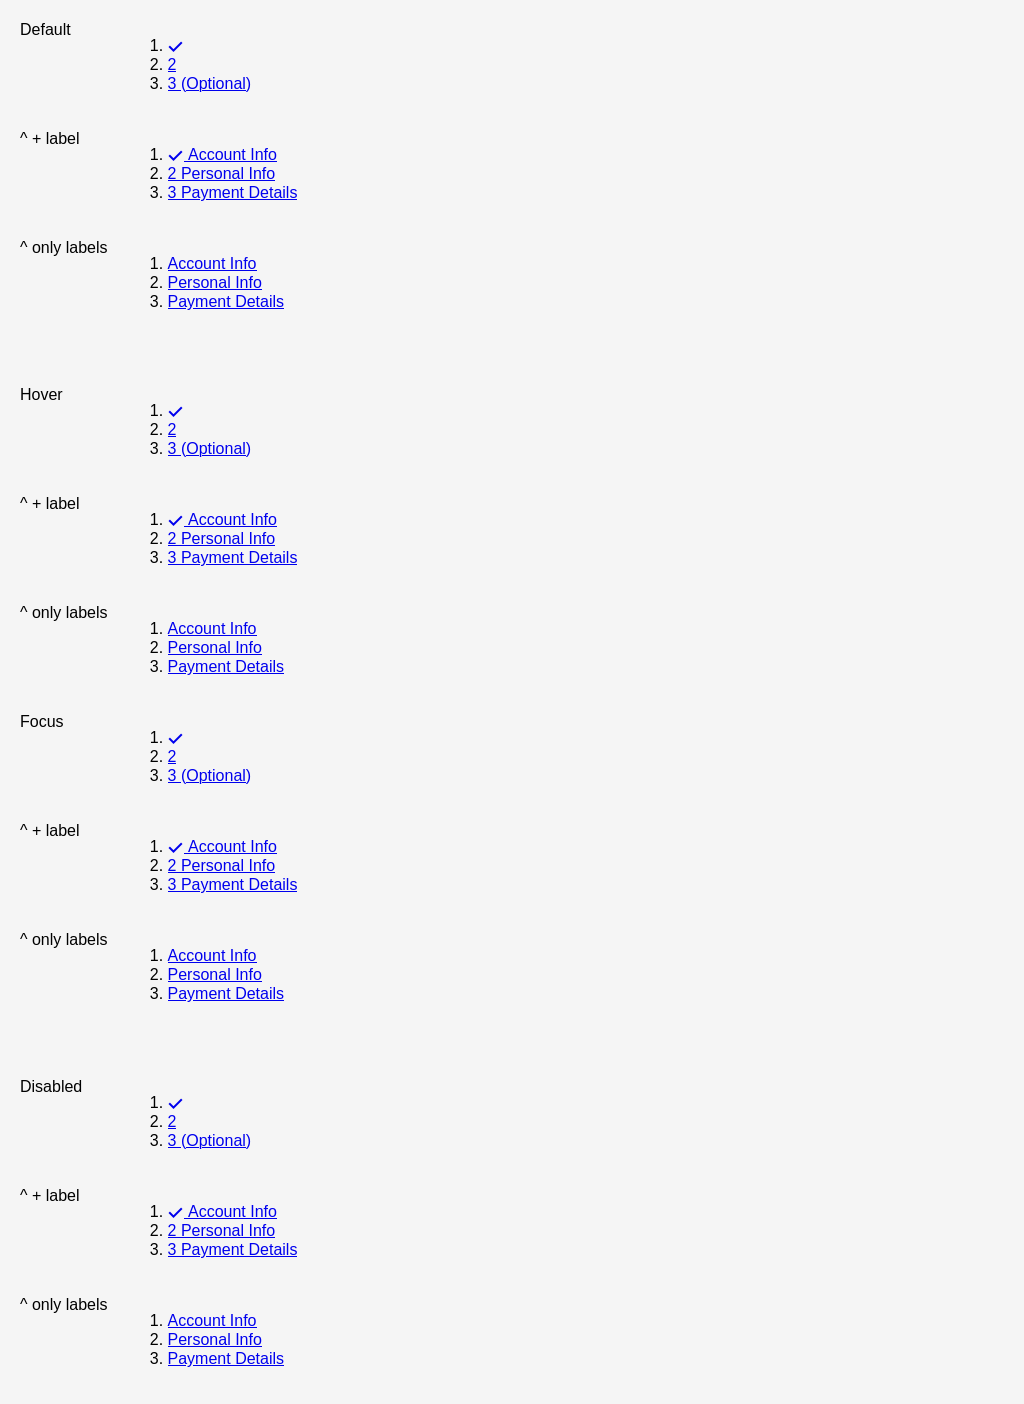 Default
1. ✓
2. 2
3. 3 (Optional)
^ + label
1. ✓ Account Info
2. 2 Personal Info
3. 3 Payment Details
^ only labels
1. Account Info
2. Personal Info
3. Payment Details
Hover
1. ✓
2. 2
3. 3 (Optional)
^ + label
1. ✓ Account Info
2. 2 Personal Info
3. 3 Payment Details
^ only labels
1. Account Info
2. Personal Info
3. Payment Details
Focus
1. ✓
2. 2
3. 3 (Optional)
^ + label
1. ✓ Account Info
2. 2 Personal Info
3. 3 Payment Details
^ only labels
1. Account Info
2. Personal Info
3. Payment Details
Disabled
1. ✓
2. 2
3. 3 (Optional)
^ + label
1. ✓ Account Info
2. 2 Personal Info
3. 3 Payment Details
^ only labels
1. Account Info
2. Personal Info
3. Payment Details